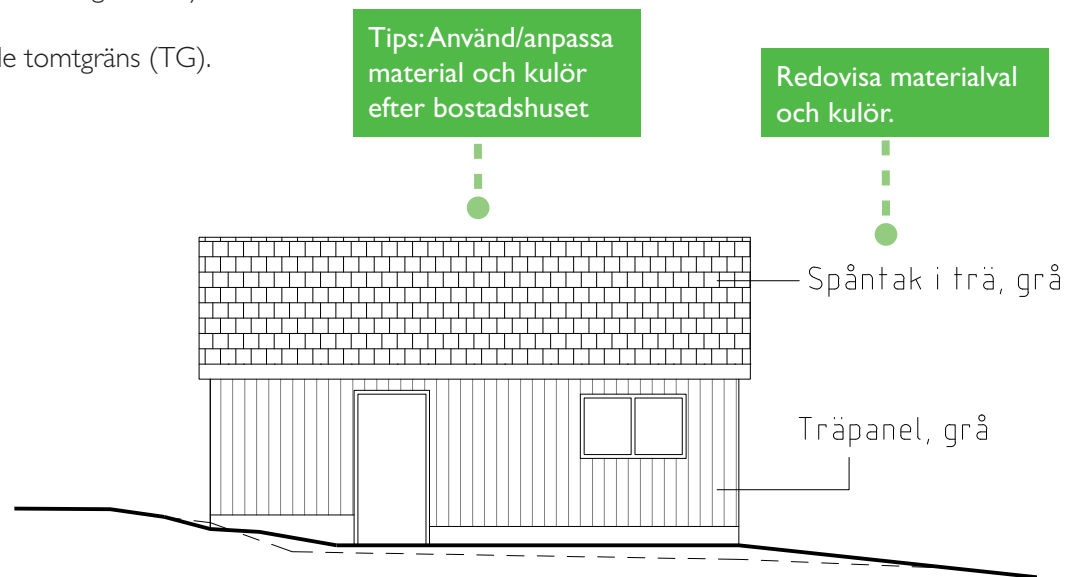 le tomtgräns (TG).
Tips: Använd/anpassa
material och kulör
efter bostadshuset
Redovisa materialval
och kulör.
Spåntak i trä, grå
Träpanel, grå